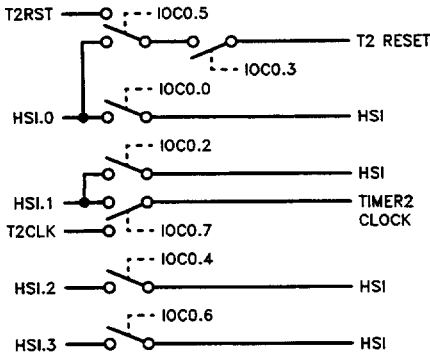 T2RST
IOC0.5
T2 RESET
IOC0.3
IOC0.0
HSI.0
HSI
IOC0.2
HSI
HSI.1
TIMER2
CLOCK
T2CLK
IOC0.7
IOC0.4
HSI.2
HSI
IOC0.6
HSI.3
HSI